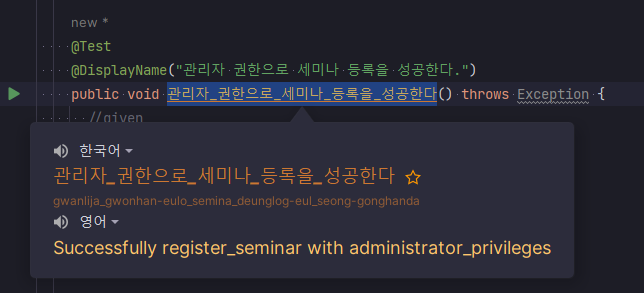 new *
@Test
@DisplayName("관리자 권한으로 세미나 등록을 성공한다.")
public void 관리자_권한으로_세미나_등록을_성공한다() throws Exception {
//given
한국어
관리자_권한으로_세미나_등록을_성공한다
gwanlija_gwonhan-eulo_semina_deunglog-eul_seong-gonghanda
영어
Successfully register_seminar with administrator_privileges